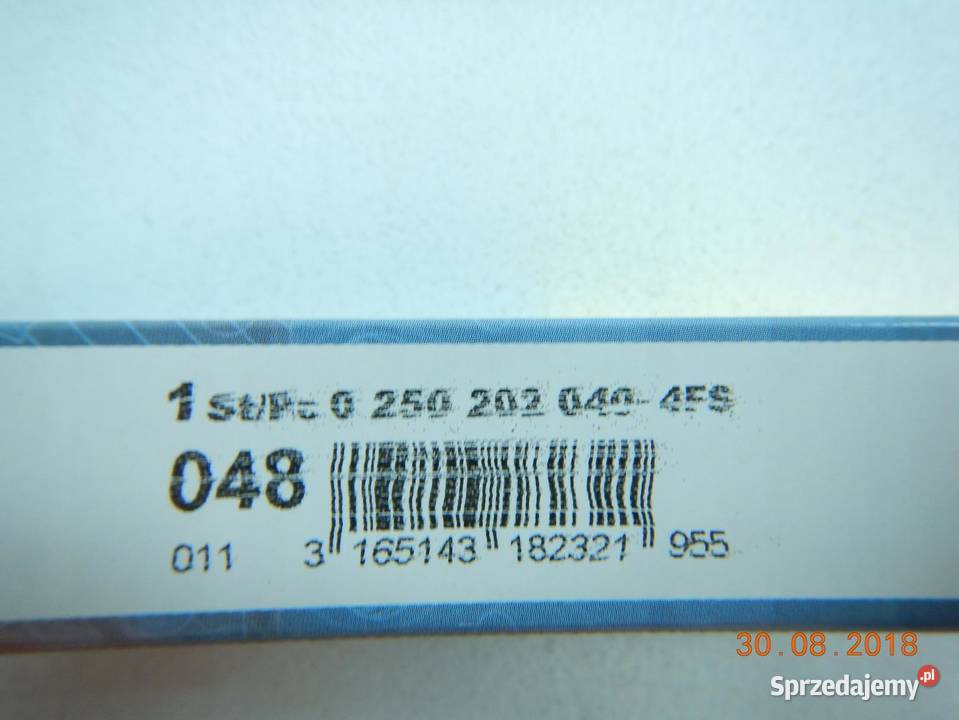 1 St/Pc 0 250 202 040-4FS
048
011 3 165143 182321 955
30.08.2018
Sprzedajemy.pl